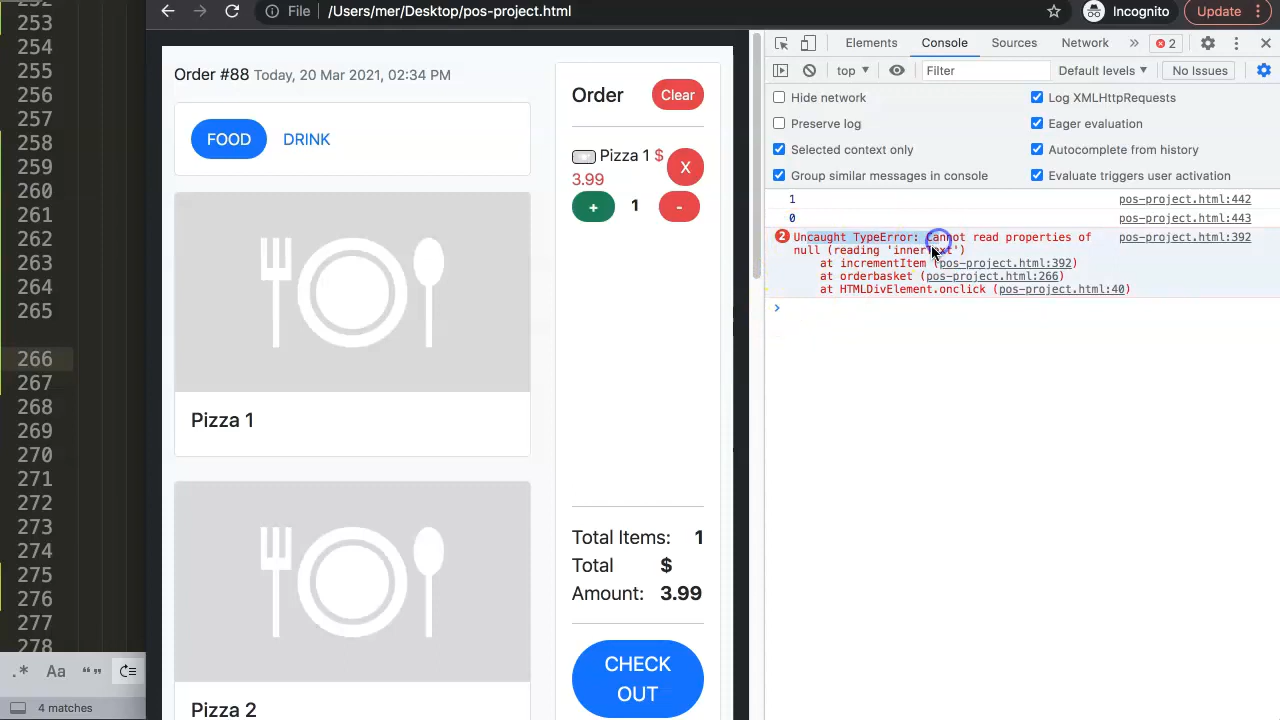 252
253
254
255
256
257
258
259
260
261
262
263
264
265
266
267
268
269
270
271
272
273
274
275
276
277
278
.* Aa “” 
4 matches
File /Users/mer/Desktop/pos-project.html
Incognito
Update
Order #88 Today, 20 Mar 2021, 02:34 PM
FOOD DRINK
Pizza 1
Pizza 2
Order Clear
Pizza 1 $
3.99
X
+ 1 -
Total Items: 1
Total $
Amount: 3.99
CHECK
OUT
Elements Console Sources Network » 2
top Filter Default levels No Issues
Hide network Log XMLHttpRequests
Preserve log Eager evaluation
Selected context only Autocomplete from history
Group similar messages in console Evaluate triggers user activation
1 pos-project.html:442
0 pos-project.html:443
2 Uncaught TypeError: Cannot read properties of pos-project.html:392
null (reading 'innerText')
at incrementItem (pos-project.html:392)
at orderbasket (pos-project.html:266)
at HTMLDivElement.onclick (pos-project.html:40)